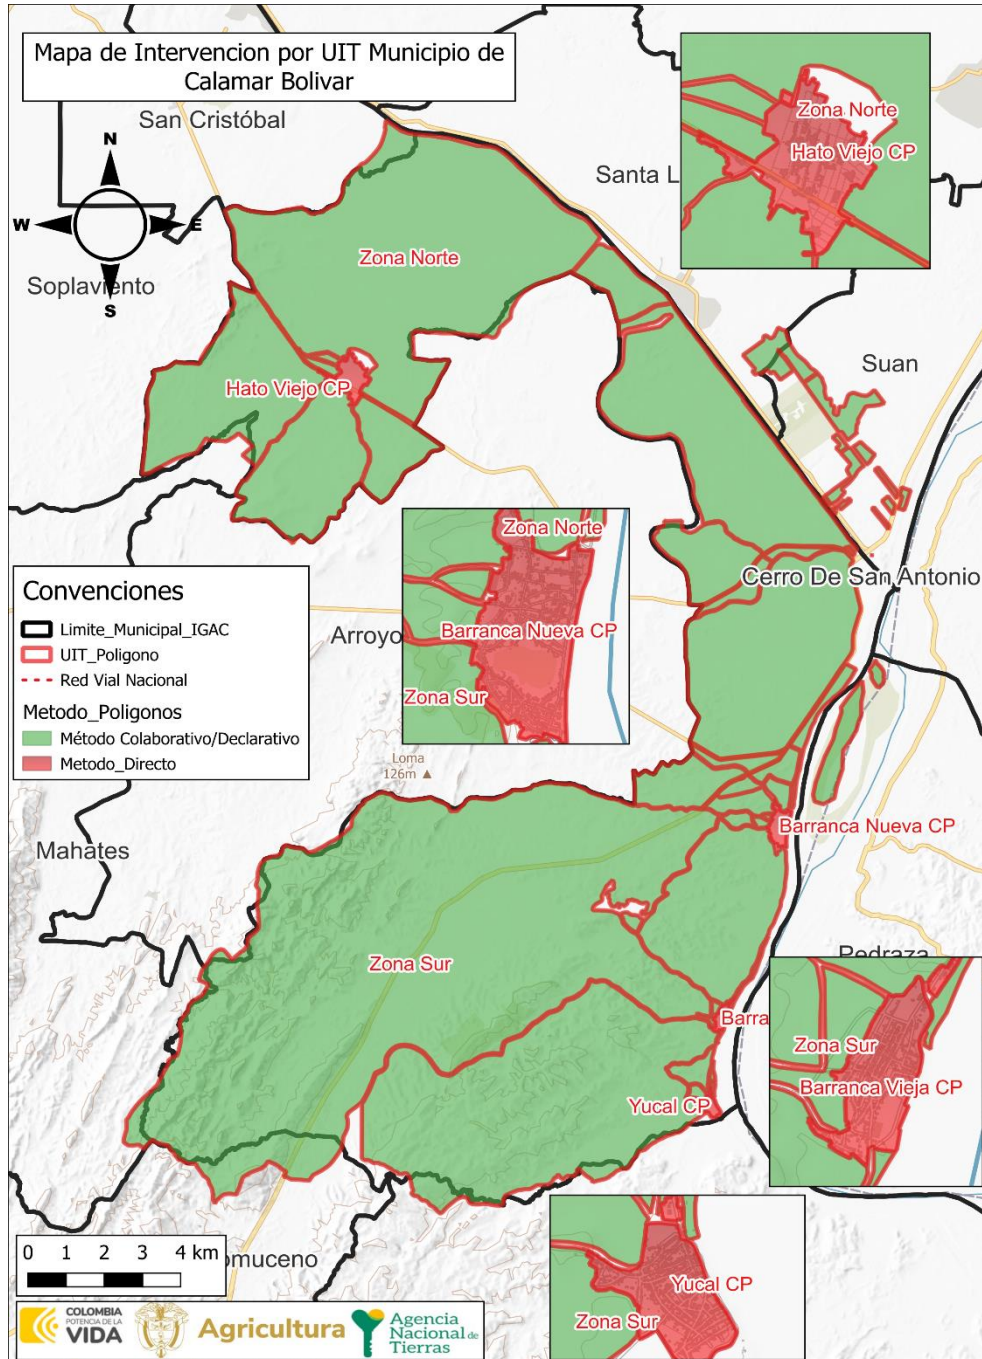 Mapa de Intervencion por UIT Municipio de
Calamar Bolivar
San Cristóbal
N
W
E
S
Soplaviento
Santa L
Zona Norte
Hato Viejo CP
Zona Norte
Suan
Hato Viejo CP
Zona Norte
Barranca Nueva CP
Zona Sur
Cerro De San Antonio
Convenciones
Limite_Municipal_IGAC
UIT_Poligono
Red Vial Nacional
Metodo_Poligonos
Método Colaborativo/Declarativo
Metodo_Directo
Arroyo
Loma
126m
Mahates
Barranca Nueva CP
Zona Sur
Pedraza
Barra
Zona Sur
Barranca Vieja CP
Yucal CP
Yucal CP
Zona Sur
0 1 2 3 4 km
omuceno
COLOMBIA
POTENCIA DE LA
VIDA
Agricultura
Agencia
Nacional de
Tierras